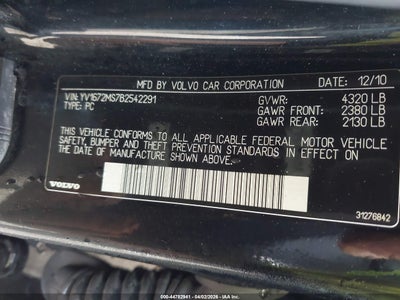 MFD BY VOLVO CAR CORPORATION DATE: 12/10
VIN: YV1672MS7B2542291 GVWR: 4320 LB
TYPE: PC GAWR FRONT: 2380 LB
GAWR REAR: 2130 LB
THIS VEHICLE CONFORMS TO ALL APPLICABLE FEDERAL MOTOR VEHICLE
SAFETY, BUMPER AND THEFT PREVENTION STANDARDS IN EFFECT ON
THE DATE OF MANUFACTURE SHOWN ABOVE.
VOLVO
31276842
000-44782941 - 04/02/2026 - IAA Inc.